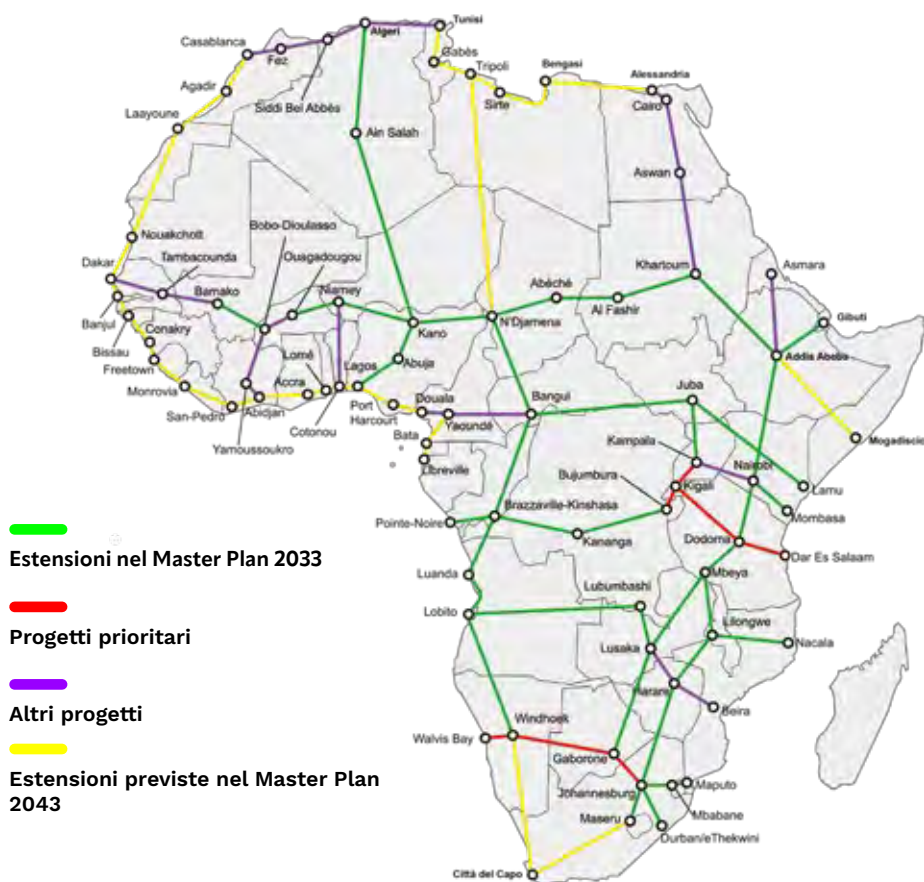 Tunisi
Casablanca
Algeri
Fez
Gabès
Tripoli
Bengasi
Alessandria
Agadir
Siddi Bel Abbès
Sirte
Cairo
Laayoune
Ain Salah
Aswan
Bobo-Dioulasso
Nouakchott
Tambacounda
Ouagadougou
Dakar
Khartoum
Asmara
Bamako
Niamey
Abéché
Banjul
Al Fashir
Gibuti
Bissau
Conakry
Kano
N'Djamena
Freetown
Lomé
Lagos
Abuja
Addis Abeba
Monrovia
Accra
Juba
San-Pedro
Abidjan
Port
Harcourt
Douala
Bangui
Yamoussoukro
Cotonou
Yaoundé
Bata
Kampala
Mogadiscio
Libreville
Bujumbura
Nairobi
Kigali
Lamu
Brazzaville-Kinshasa
Mombasa
Pointe-Noire
Kananga
Dodoma
Dar Es Salaam
Luanda
Lubumbashi
Mbeya
Lobito
Lilongwe
Lusaka
Nacala
Harare
Beira
Windhoek
Walvis Bay
Gaborone
Johannesburg
Maputo
Mbabane
Maseru
Durban/eThekwini
Città del Capo
Estensioni nel Master Plan 2033
Progetti prioritari
Altri progetti
Estensioni previste nel Master Plan
2043